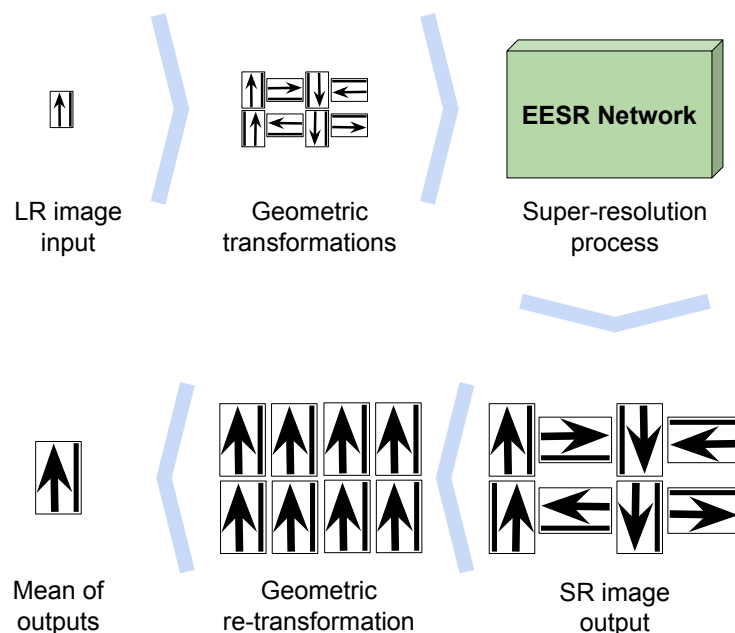 EESR Network
LR image
input
Geometric
transformations
Super-resolution
process
Mean of
outputs
Geometric
re-transformation
SR image
output